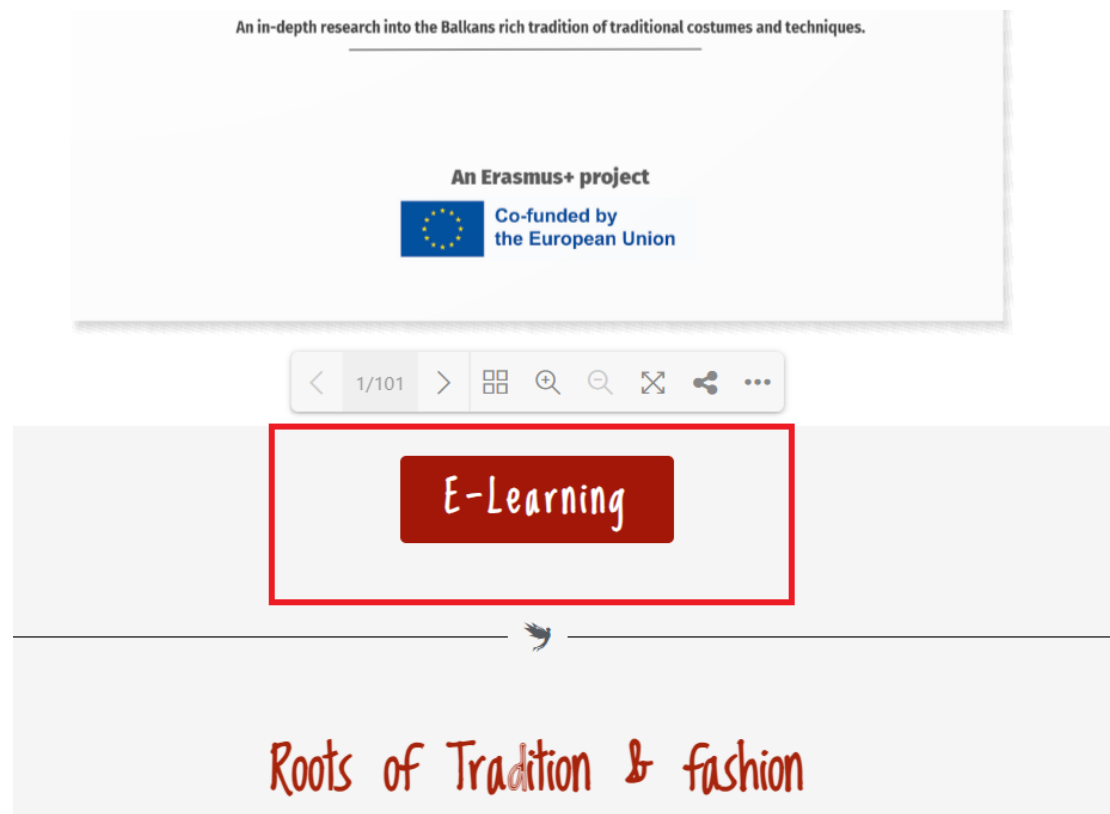 An in-depth research into the Balkans rich tradition of traditional costumes and techniques.
An Erasmus+ project
Co-funded by
the European Union
1/101
E-Learning
Roots of Tradition & fashion